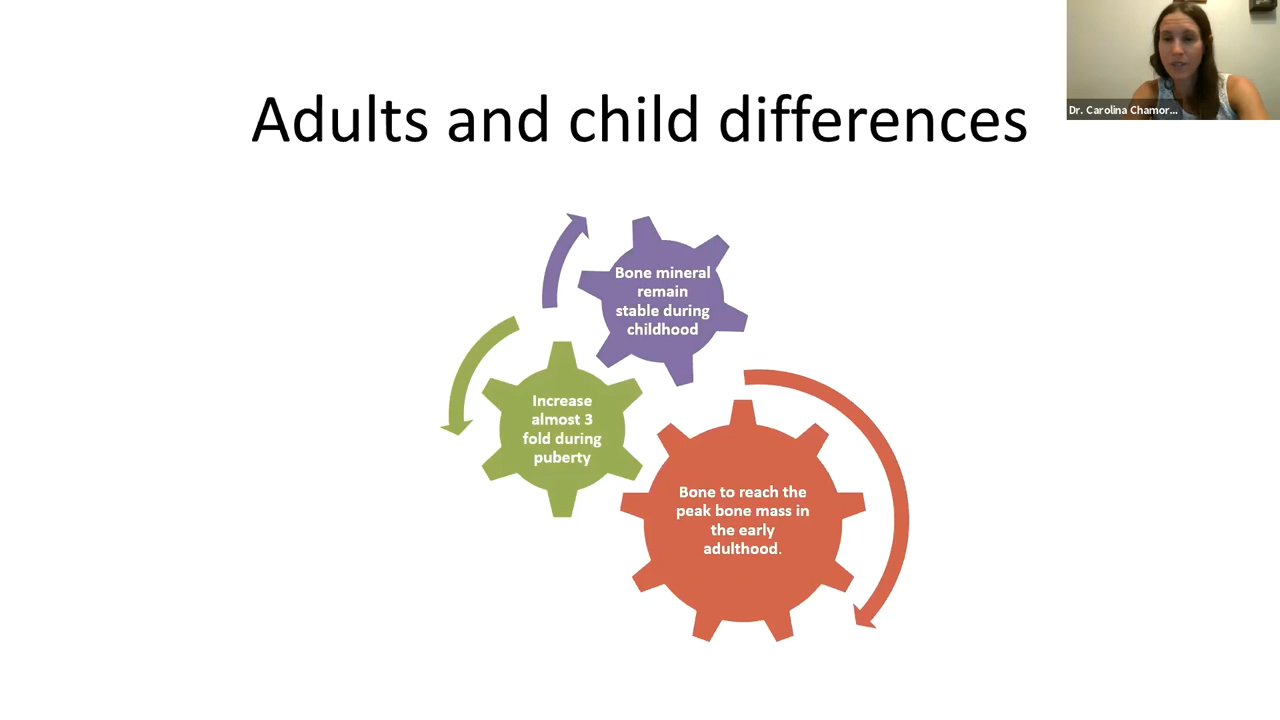 Adults and child differences
Dr. Carolina Chamor...
Bone mineral
remain
stable during
childhood
Increase
almost 3
fold during
puberty
Bone to reach the
peak bone mass in
the early
adulthood.